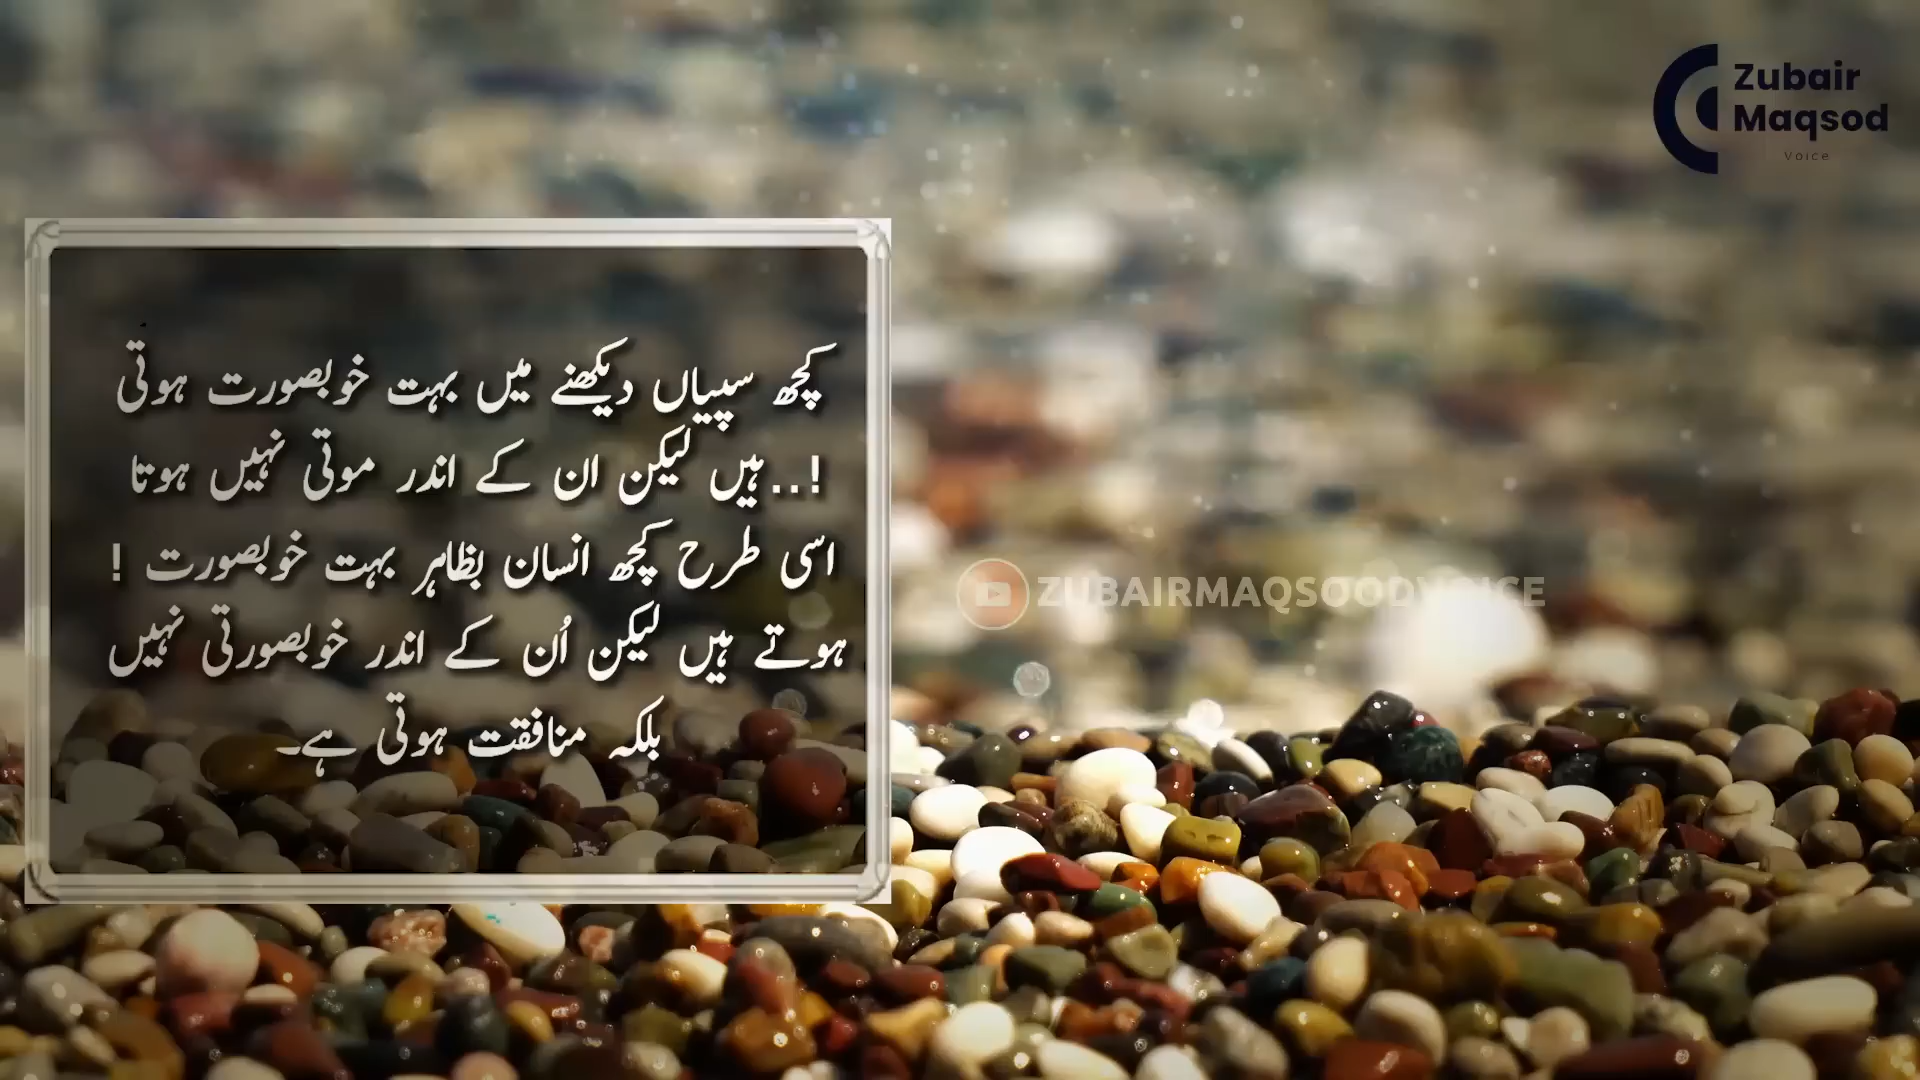 Zubair
Maqsod
Voice
کچھ سیپیاں دیکھنے میں بہت خوبصورت ہوتی
!..ہیں لیکن ان کے اندر موتی نہیں ہوتا
اسی طرح کچھ انسان بظاہر بہت خوبصورت !
ہوتے ہیں لیکن اُن کے اندر خوبصورتی نہیں
بلکہ منافقت ہوتی ہے۔
ZUBAIRMAQSOODVOICE